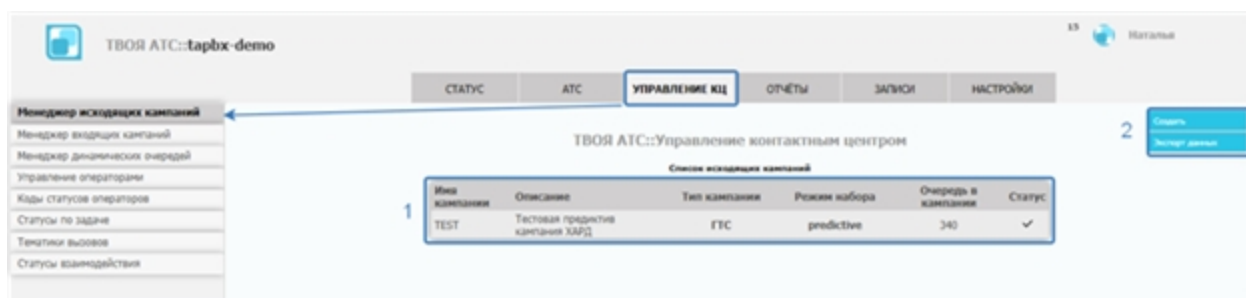 ТВОЯ АТС::tapbx-demo
15
Наталья
СТАТУС АТС УПРАВЛЕНИЕ КЦ ОТЧЁТЫ ЗАПИСИ НАСТРОЙКИ
Менеджер исходящих кампаний
Менеджер входящих кампаний
Менеджер динамических очередей
Управление операторами
Коды статусов операторов
Статусы по задаче
Тематики вызовов
Статусы взаимодействия
ТВОЯ АТС::Управление контактным центром
2
Создать
Экспорт данных
Список исходящих кампаний
1
Имя кампании Описание Тип кампании Режим набора Очередь в кампании Статус
TEST Тестовая предиктив кампания ХАРД ГТС predictive 340